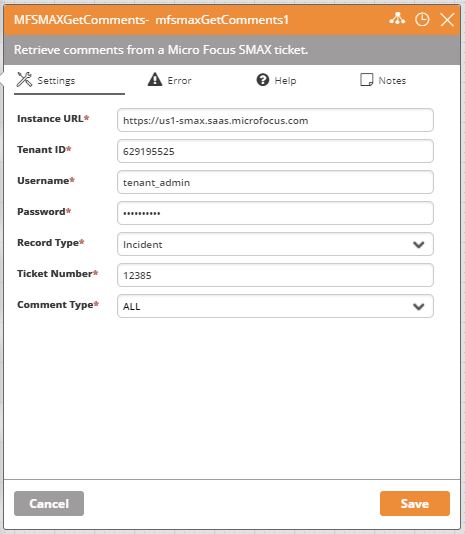 MFSMAXGetComments- mfsmaxGetComments1
Retrieve comments from a Micro Focus SMAX ticket.
Settings Error Help Notes
Instance URL* https://us1-smax.saas.microfocus.com
Tenant ID* 629195525
Username* tenant_admin
Password* ••••••••••
Record Type* Incident
Ticket Number* 12385
Comment Type* ALL
Cancel Save